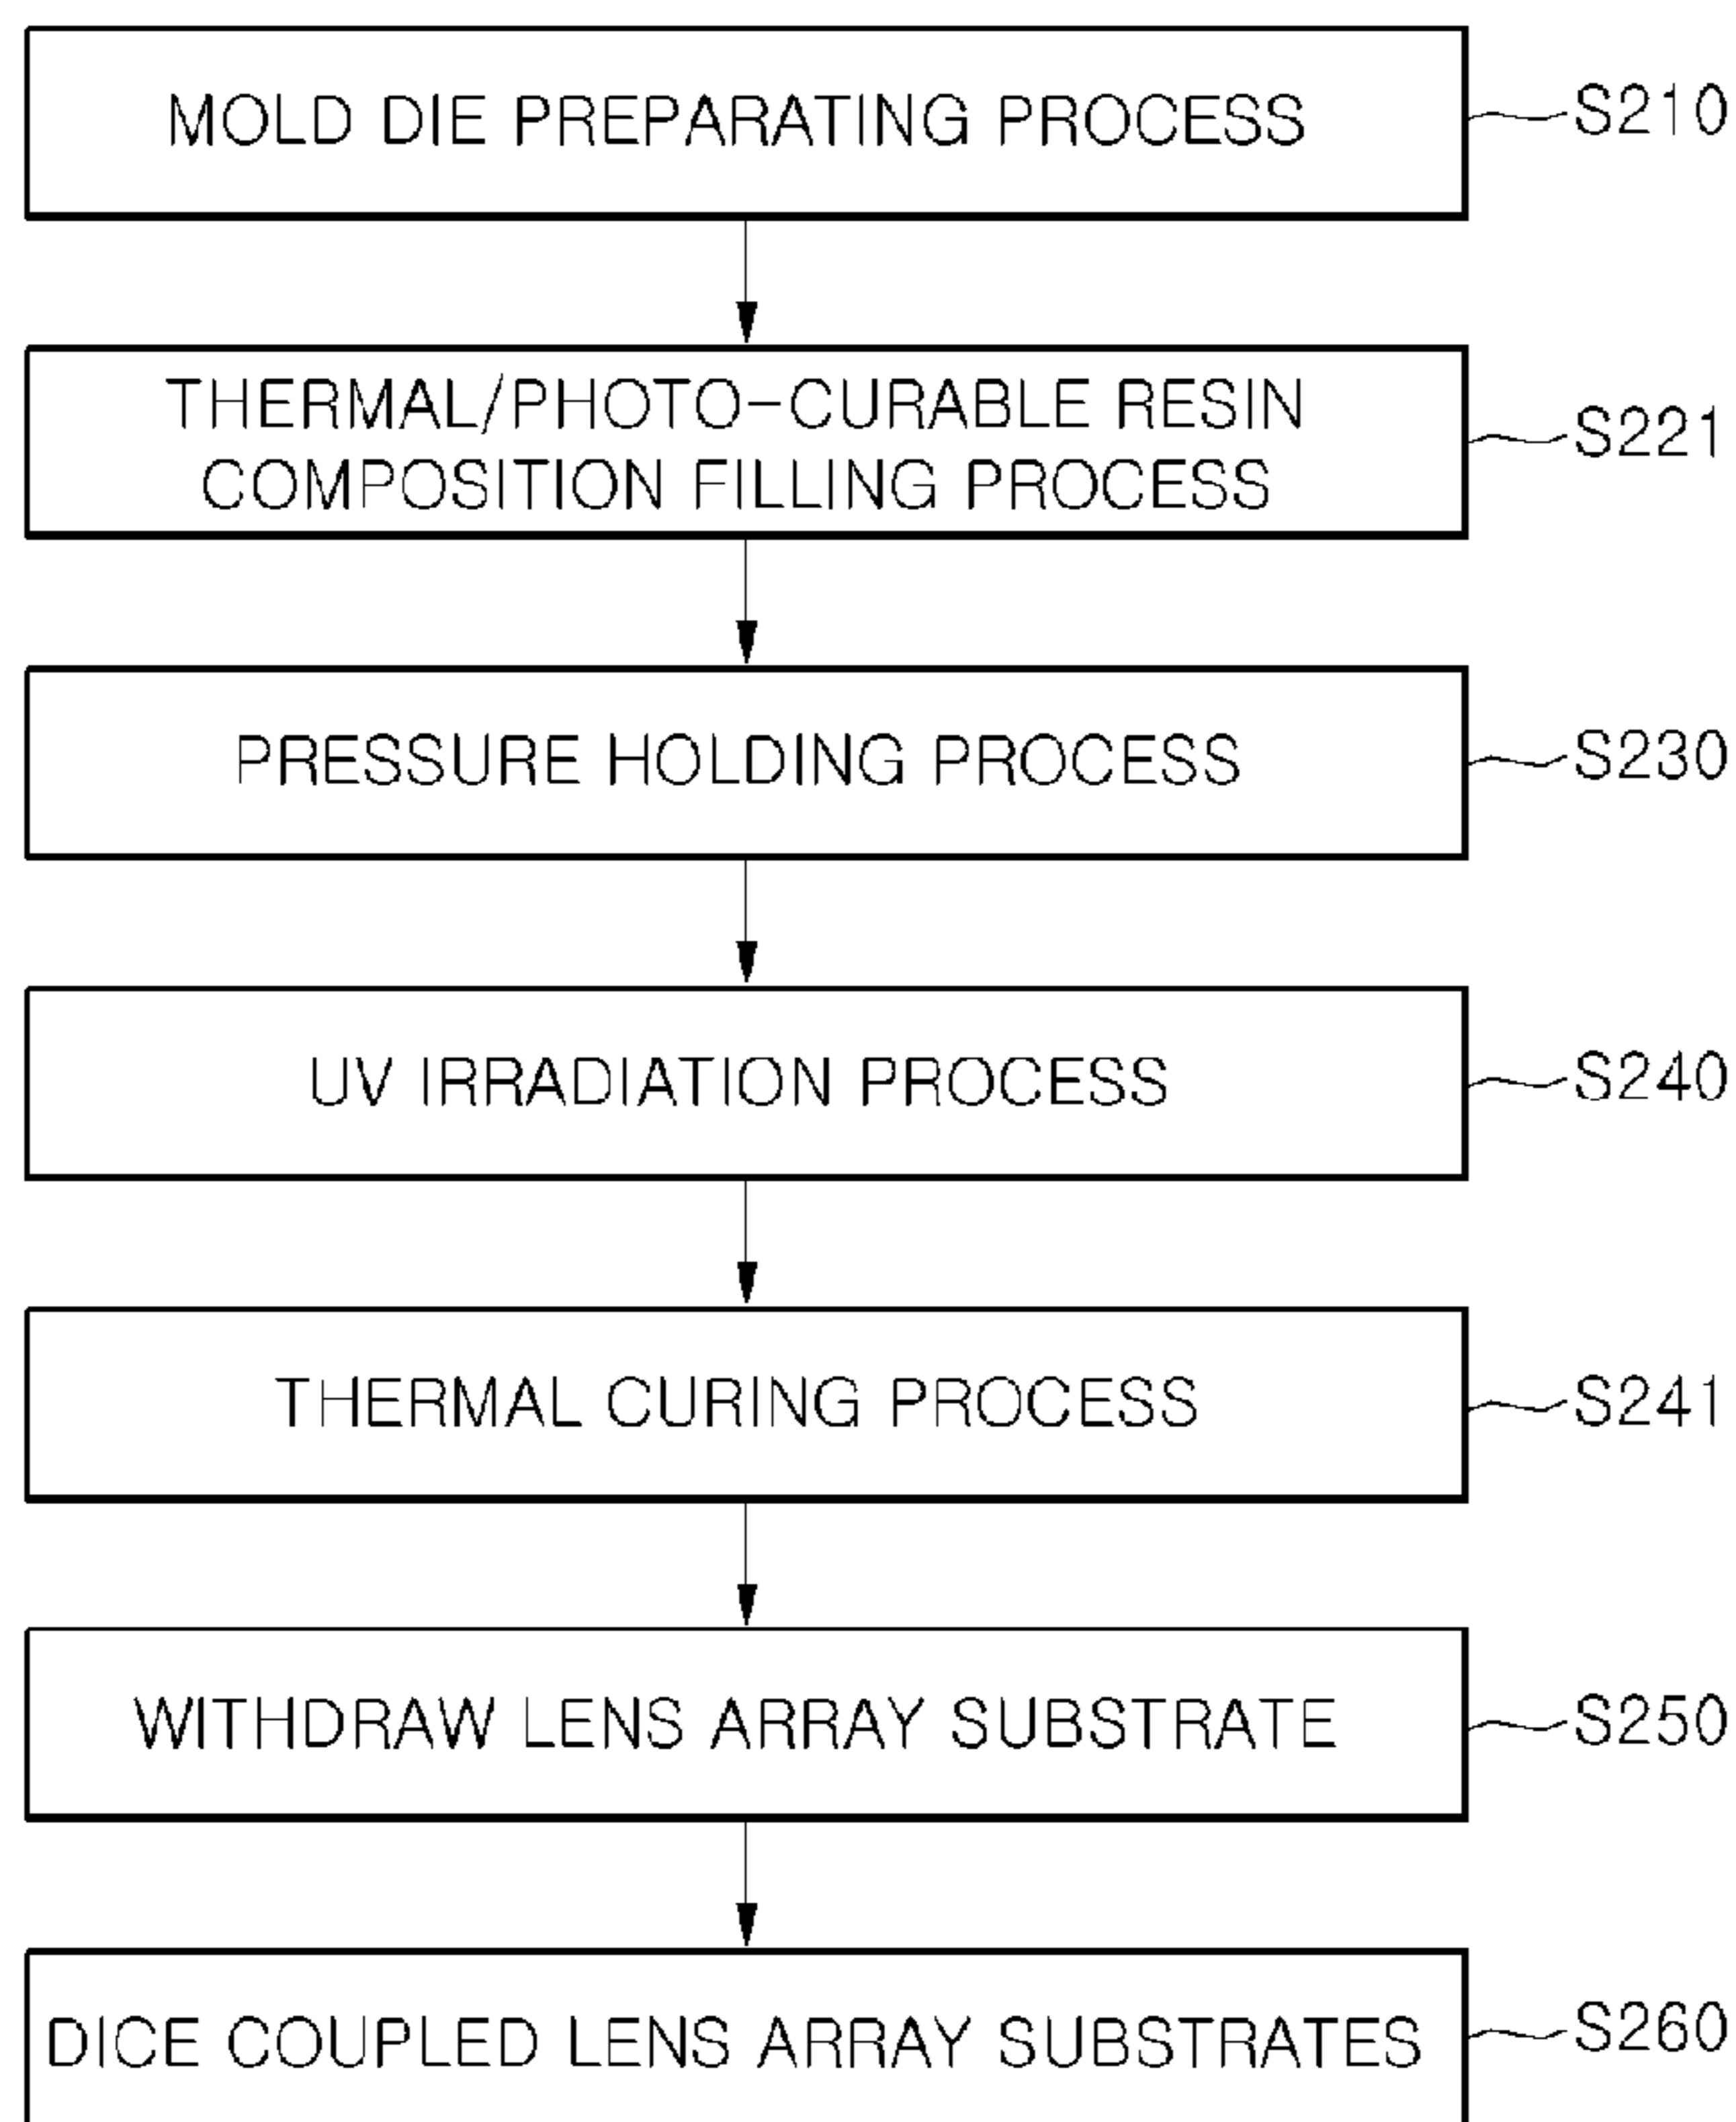 MOLD DIE PREPARATING PROCESS
S210
THERMAL/PHOTO-CURABLE RESIN
COMPOSITION FILLING PROCESS
S221
PRESSURE HOLDING PROCESS
S230
UV IRRADIATION PROCESS
S240
THERMAL CURING PROCESS
S241
WITHDRAW LENS ARRAY SUBSTRATE
S250
DICE COUPLED LENS ARRAY SUBSTRATES
S260